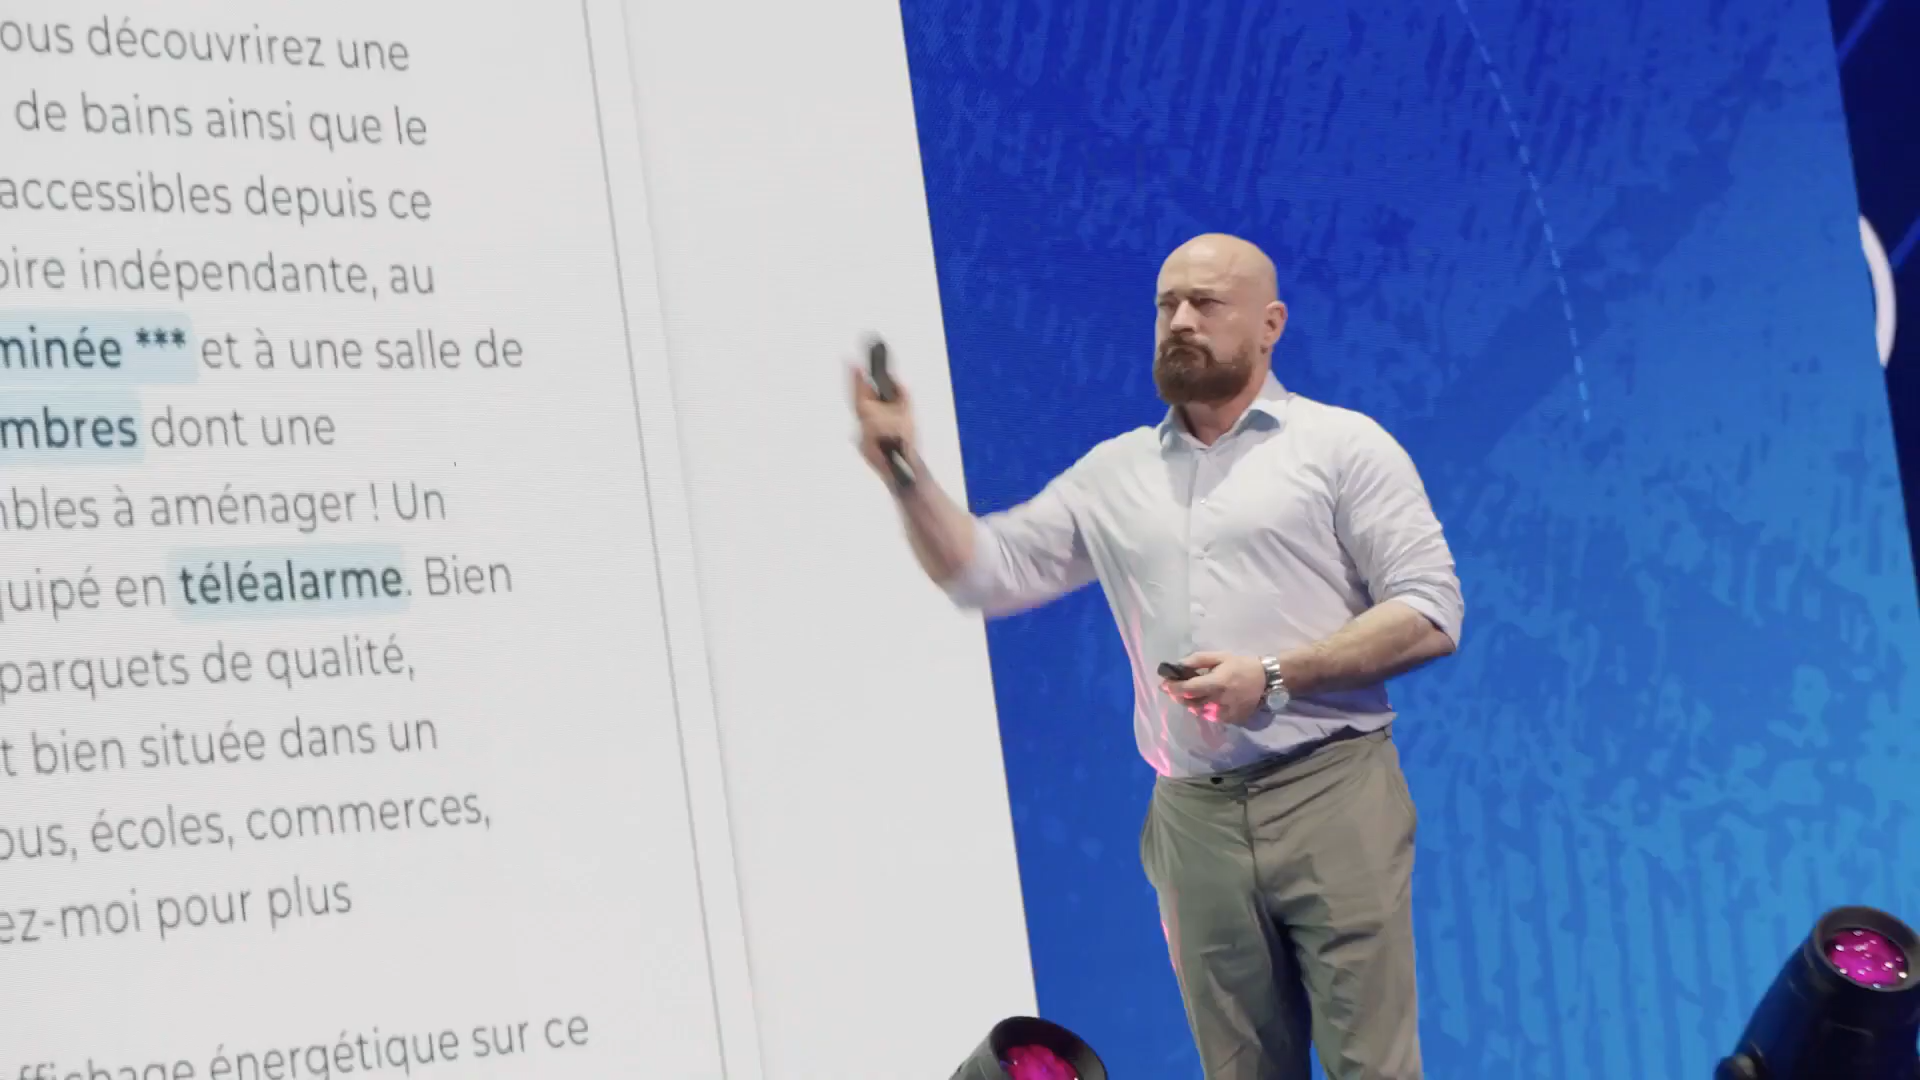 ous découvrirez une
de bains ainsi que le
accessibles depuis ce
oire indépendante, au
minée *** et à une salle de
mbres dont une
bles à aménager ! Un
uipé en téléalarme. Bien
parquets de qualité,
t bien située dans un
ous, écoles, commerces,
ez-moi pour plus
ffichage énergétique sur ce